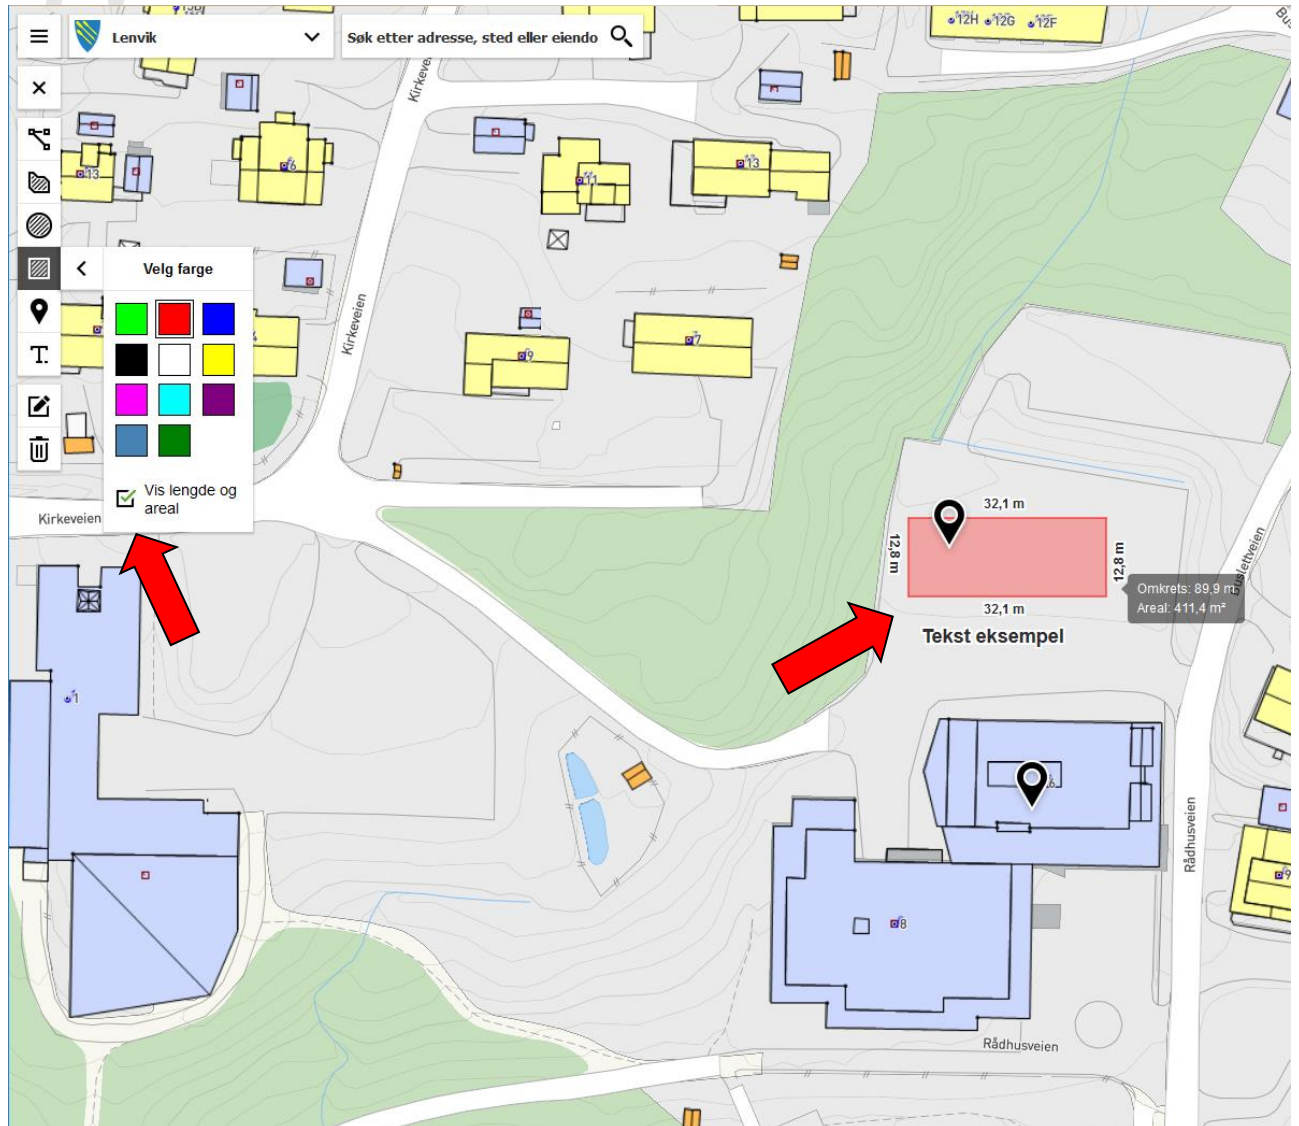 12H 12G 12F
Lenvik
Søk etter adresse, sted eller eiendo
Kirkeveien
13
6
11
13
Velg farge
Kirkeveien
9
7
Vis lengde og
areal
Kirkeveien
32,1 m
12,8 m
12,8 m
Omkrets: 89,9 m
Areal: 411,4 m²
32,1 m
Tekst eksempel
1
Rådhusveien
9
8
Rådhusveien